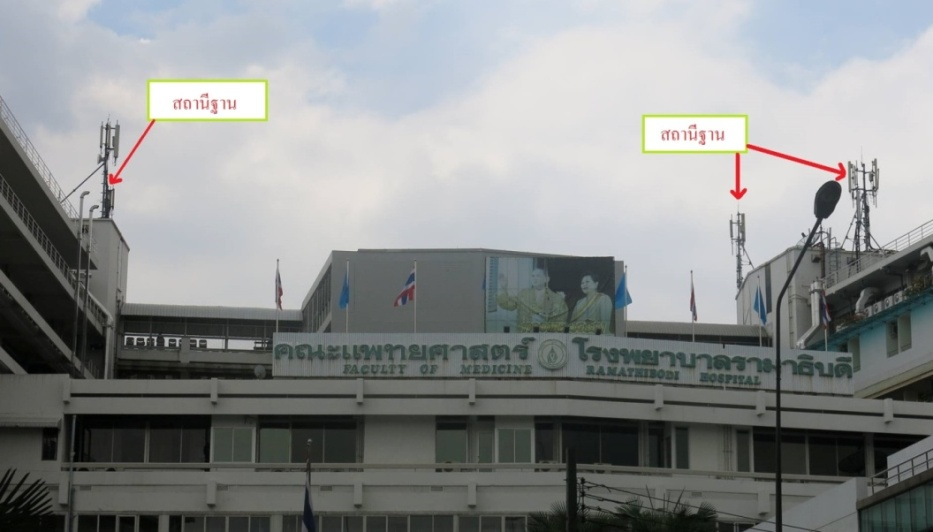 สถานีฐาน
สถานีฐาน
คณะแพทยศาสตร์ โรงพยาบาลรามาธิบดี
FACULTY OF MEDICINE RAMATHIBODI HOSPITAL